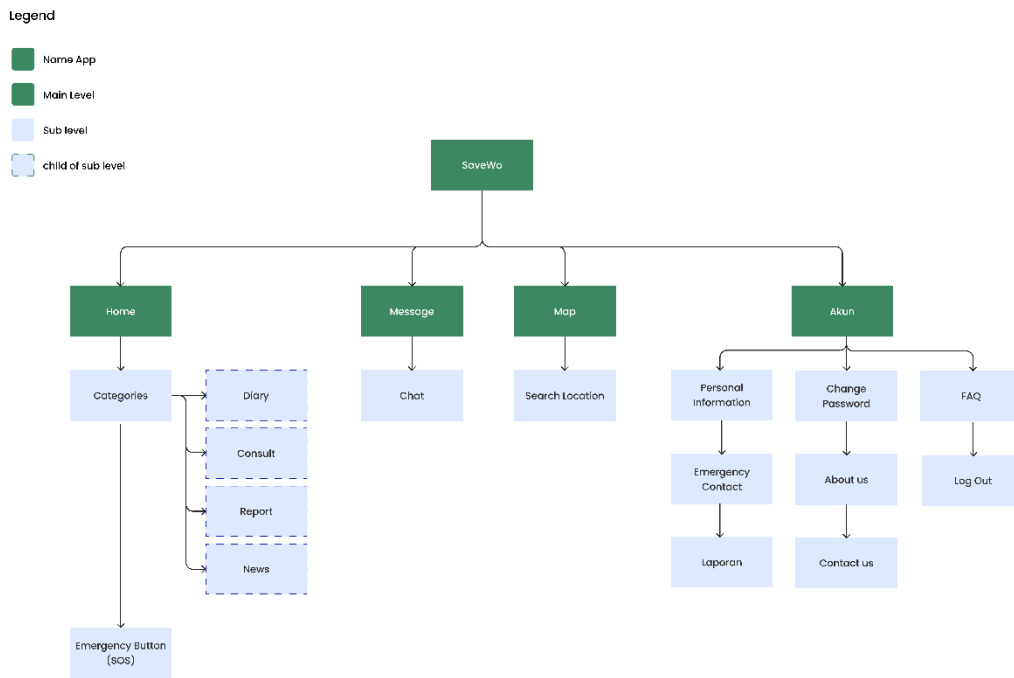 Legend
Name App
Main Level
Sub level
child of sub level
SaveWo
Home
Message
Map
Akun
Categories
Diary
Consult
Report
News
Emergency Button
(SOS)
Chat
Search Location
Personal
Information
Emergency
Contact
Laporan
Change
Password
About us
Contact us
FAQ
Log Out